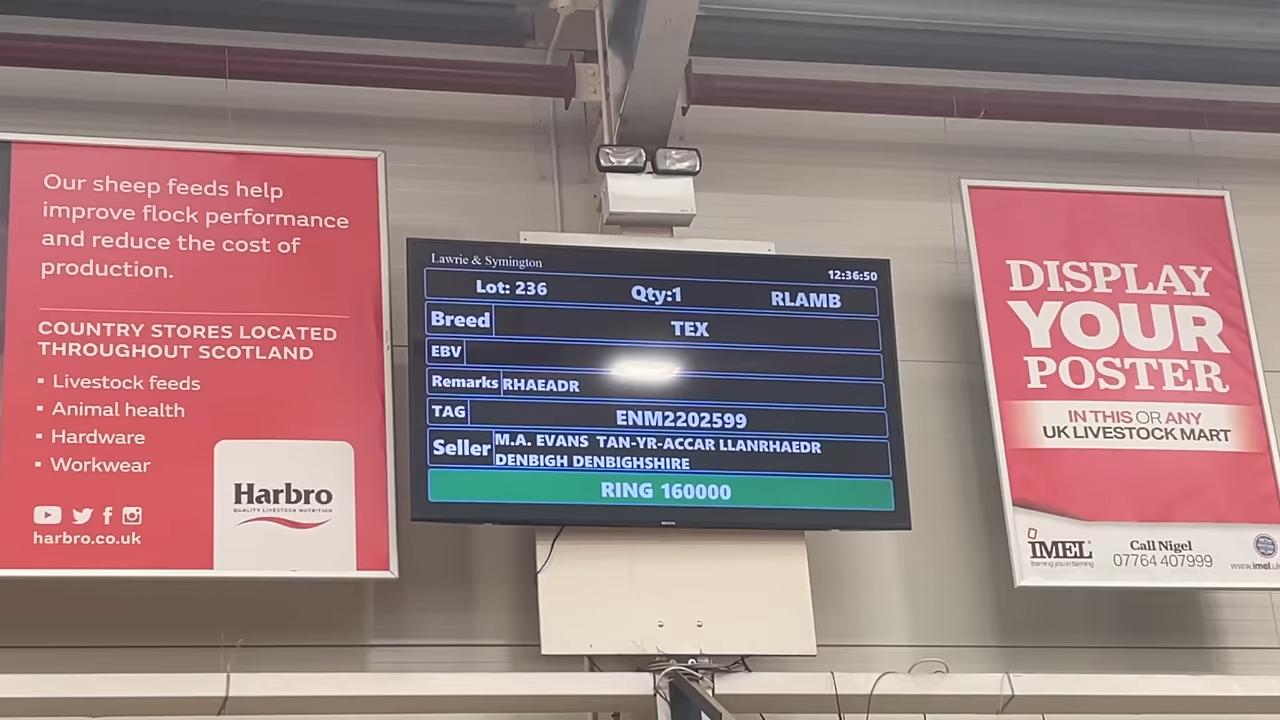 Our sheep feeds help
improve flock performance
and reduce the cost of
production.
COUNTRY STORES LOCATED
THROUGHOUT SCOTLAND
▪ Livestock feeds
▪ Animal health
▪ Hardware
▪ Workwear
harbro.co.uk
Harbro
QUALITY LIVESTOCK NUTRITION
Lawrie & Symington
12:36:50
Lot: 236 Qty:1 RLAMB
Breed TEX
EBV
Remarks RHAEADR
TAG ENM2202599
Seller M.A. EVANS TAN-YR-ACCAR LLANRHAEDR
DENBIGH DENBIGHSHIRE
RING 160000
DISPLAY
YOUR
POSTER
IN THIS OR ANY
UK LIVESTOCK MART
IMEL
framing you in farming
Call Nigel
07764 407999
www.imel.uk